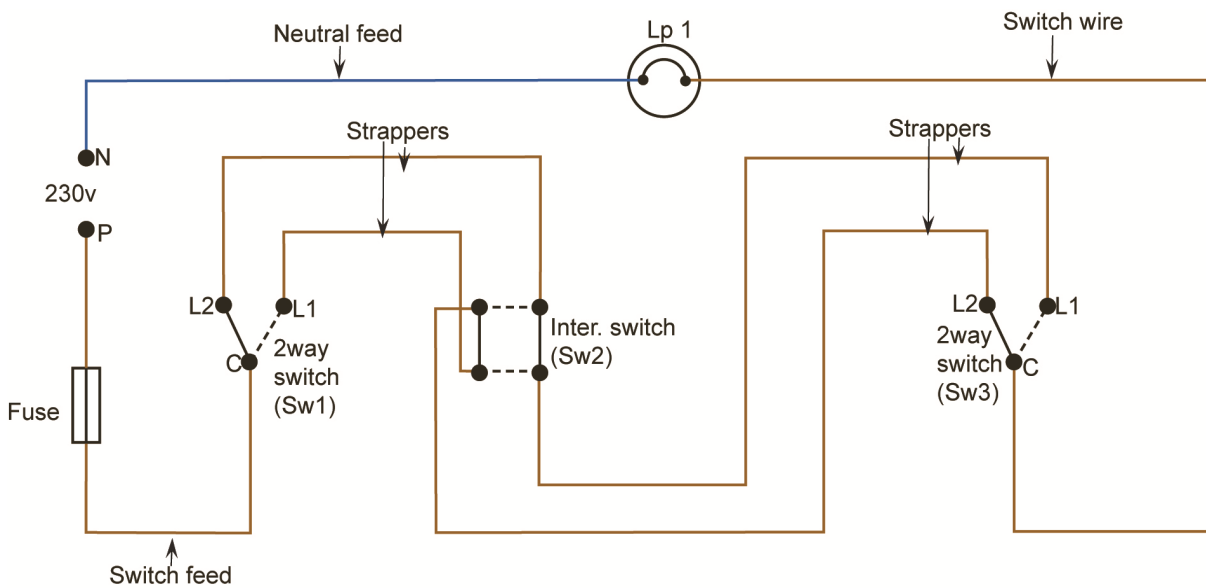 Neutral feed
Lp 1
Switch wire
Strappers
Strappers
N
230v
P
L2
L1
C
2way
switch
(Sw1)
Inter. switch
(Sw2)
L2
L1
2way
switch
(Sw3)
C
Fuse
Switch feed